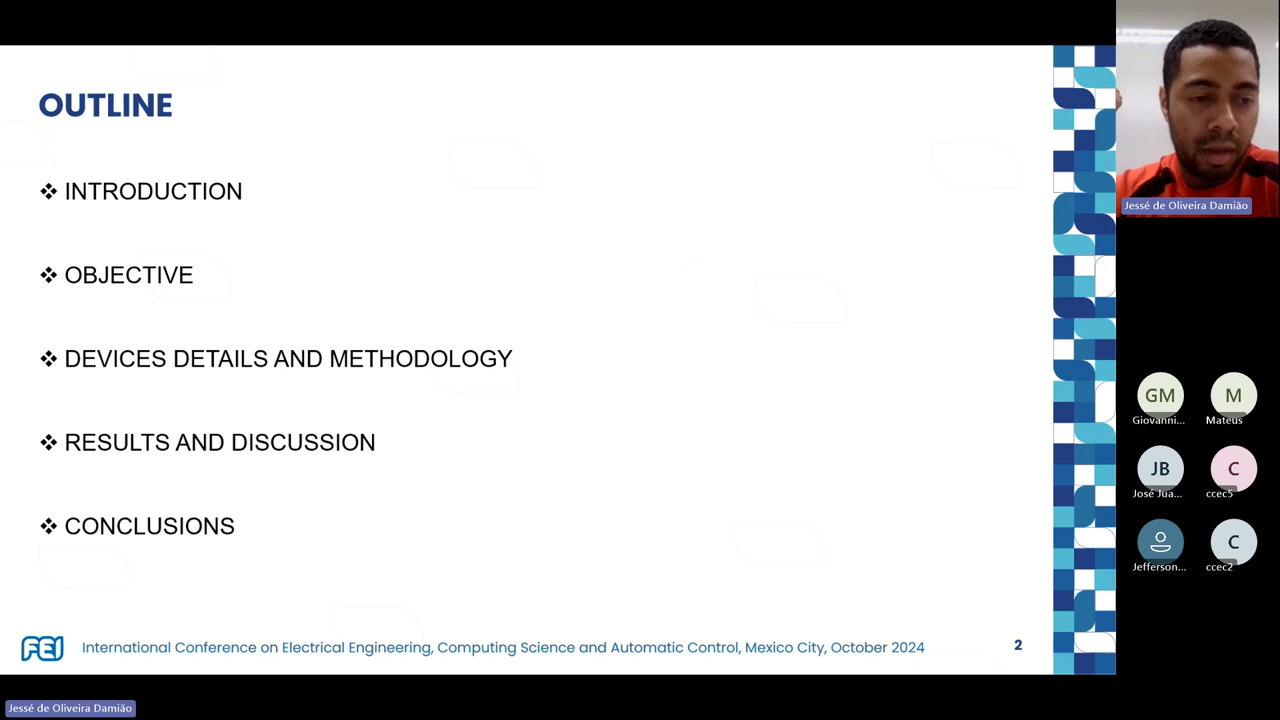 OUTLINE
❖ INTRODUCTION
❖ OBJECTIVE
❖ DEVICES DETAILS AND METHODOLOGY
❖ RESULTS AND DISCUSSION
❖ CONCLUSIONS
FEI
International Conference on Electrical Engineering, Computing Science and Automatic Control, Mexico City, October 2024
2
Jessé de Oliveira Damião
GM
Giovanni...
M
Mateus
JB
José Jua...
C
ccec5
Jefferson...
C
ccec2
Jessé de Oliveira Damião